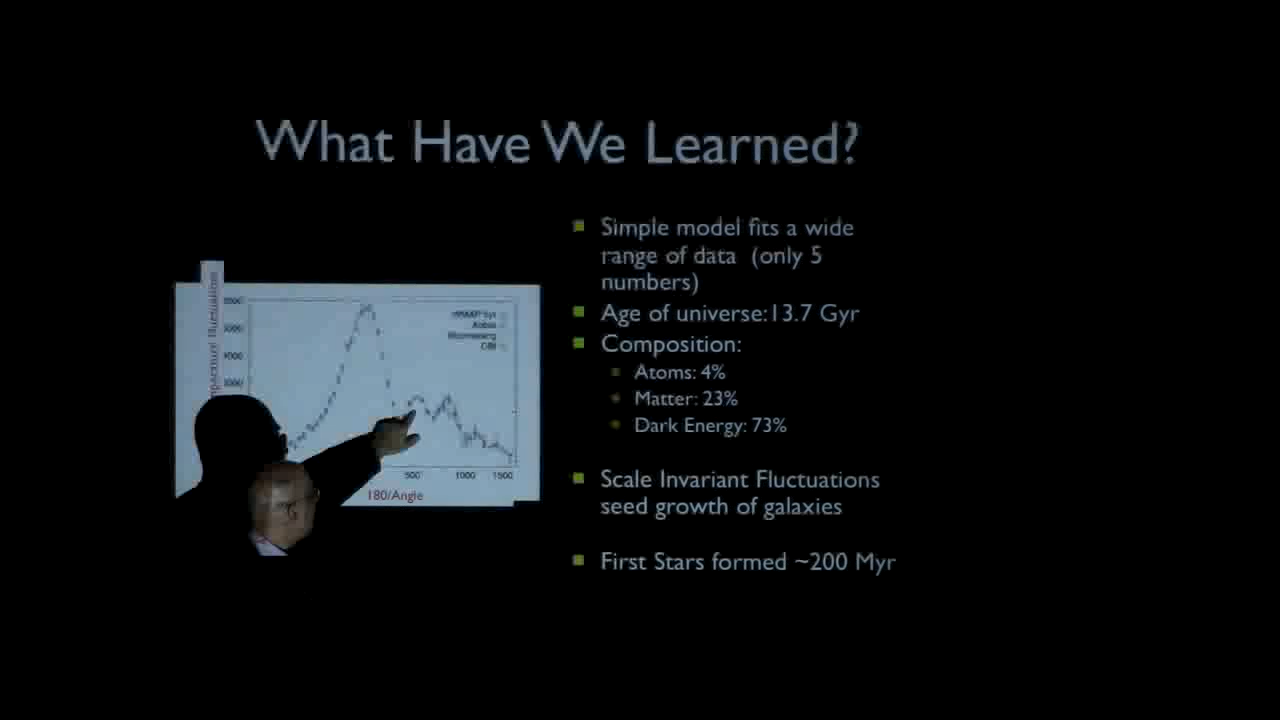 What Have We Learned?
Simple model fits a wide
range of data (only 5
numbers)
Age of universe:13.7 Gyr
Composition:
Atoms: 4%
Matter: 23%
Dark Energy: 73%
Scale Invariant Fluctuations
seed growth of galaxies
First Stars formed ~200 Myr
Fluctuation
CBI
500
1000
1500
180/Angle